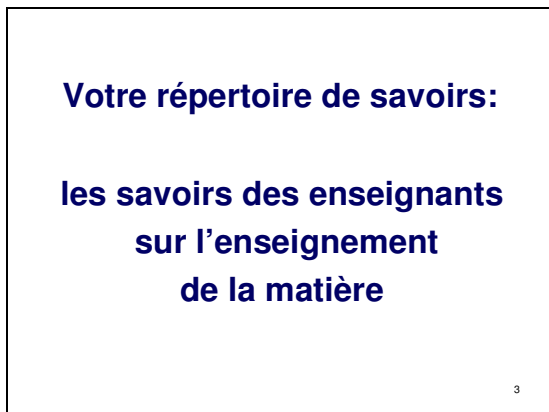 Votre répertoire de savoirs:
les savoirs des enseignants
sur l'enseignement
de la matière
3